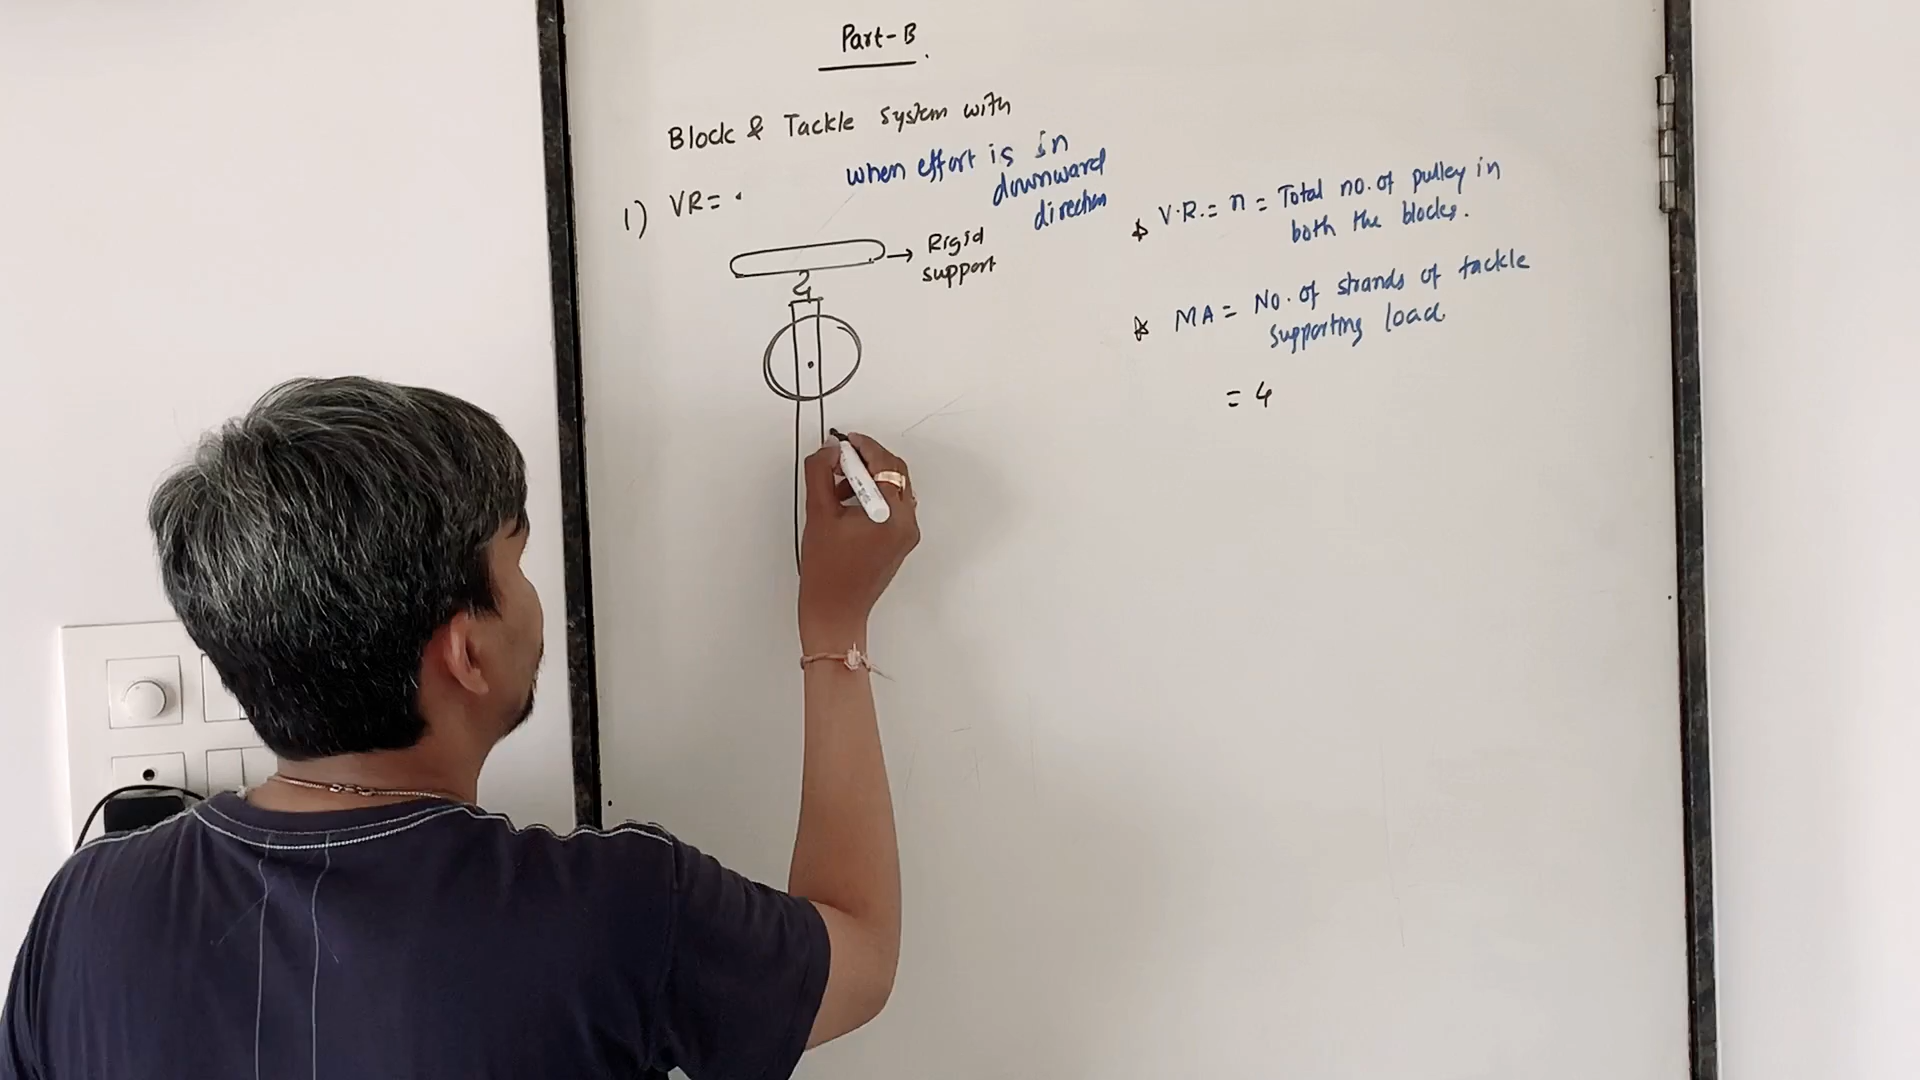 Part-B.
Block & Tackle System with
when effort is in
downward
direction
1) VR=
Rigid
support
V.R. = n = Total no. of pulley in
both the blocks.
MA = No. of strands of tackle
supporting load
= 4